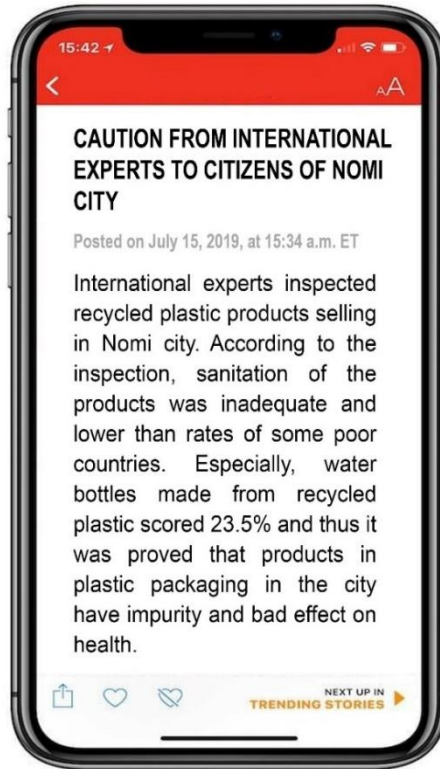 15:42
AA
CAUTION FROM INTERNATIONAL
EXPERTS TO CITIZENS OF NOMI
CITY
Posted on July 15, 2019, at 15:34 a.m. ET
International experts inspected
recycled plastic products selling
in Nomi city. According to the
inspection, sanitation of the
products was inadequate and
lower than rates of some poor
countries. Especially, water
bottles made from recycled
plastic scored 23.5% and thus it
was proved that products in
plastic packaging in the city
have impurity and bad effect on
health.
NEXT UP IN
TRENDING STORIES